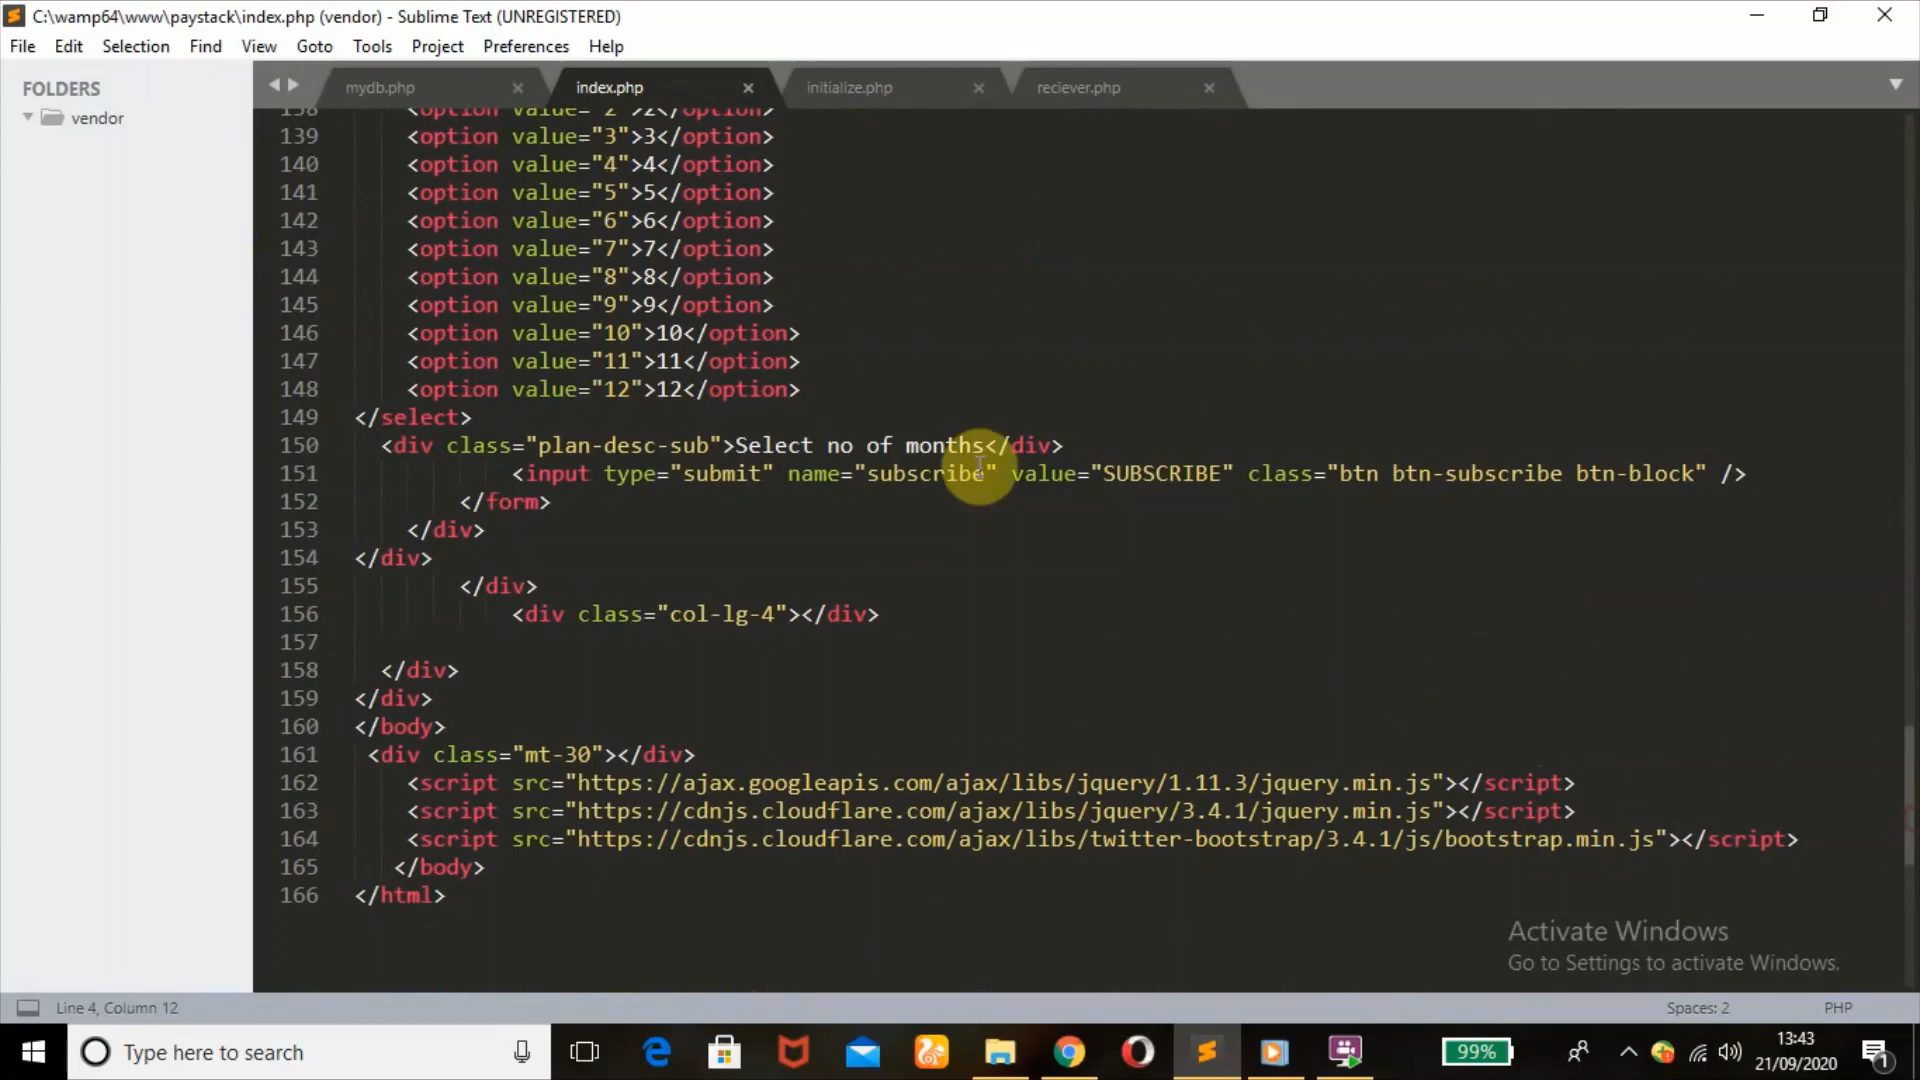 C:\wamp64\www\paystack\index.php (vendor) - Sublime Text (UNREGISTERED)
File Edit Selection Find View Goto Tools Project Preferences Help
FOLDERS
vendor
mydb.php index.php initialize.php reciever.php
138 <option value="2">2</option>
139 <option value="3">3</option>
140 <option value="4">4</option>
141 <option value="5">5</option>
142 <option value="6">6</option>
143 <option value="7">7</option>
144 <option value="8">8</option>
145 <option value="9">9</option>
146 <option value="10">10</option>
147 <option value="11">11</option>
148 <option value="12">12</option>
149 </select>
150 <div class="plan-desc-sub">Select no of months</div>
151 <input type="submit" name="subscribe" value="SUBSCRIBE" class="btn btn-subscribe btn-block" />
152 </form>
153 </div>
154 </div>
155 </div>
156 <div class="col-lg-4"></div>
157
158 </div>
159 </div>
160 </body>
161 <div class="mt-30"></div>
162 <script src="https://ajax.googleapis.com/ajax/libs/jquery/1.11.3/jquery.min.js"></script>
163 <script src="https://cdnjs.cloudflare.com/ajax/libs/jquery/3.4.1/jquery.min.js"></script>
164 <script src="https://cdnjs.cloudflare.com/ajax/libs/twitter-bootstrap/3.4.1/js/bootstrap.min.js"></script>
165 </body>
166 </html>
Activate Windows
Go to Settings to activate Windows.
Line 4, Column 12 Spaces: 2 PHP
Type here to search 99% 13:43
21/09/2020 1